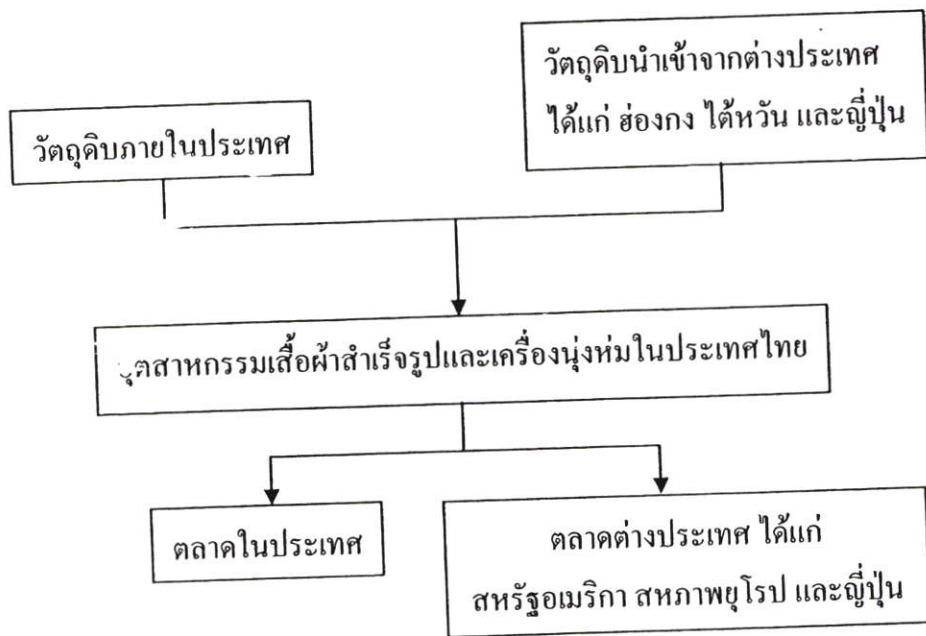 วัตถุดิบภายในประเทศ
วัตถุดิบนำเข้าจากต่างประเทศ
ได้แก่ ฮ่องกง ไต้หวัน และญี่ปุ่น
อุตสาหกรรมเสื้อผ้าสำเร็จรูปและเครื่องนุ่งห่มในประเทศไทย
ตลาดในประเทศ
ตลาดต่างประเทศ ได้แก่
สหรัฐอเมริกา สหภาพยุโรป และญี่ปุ่น